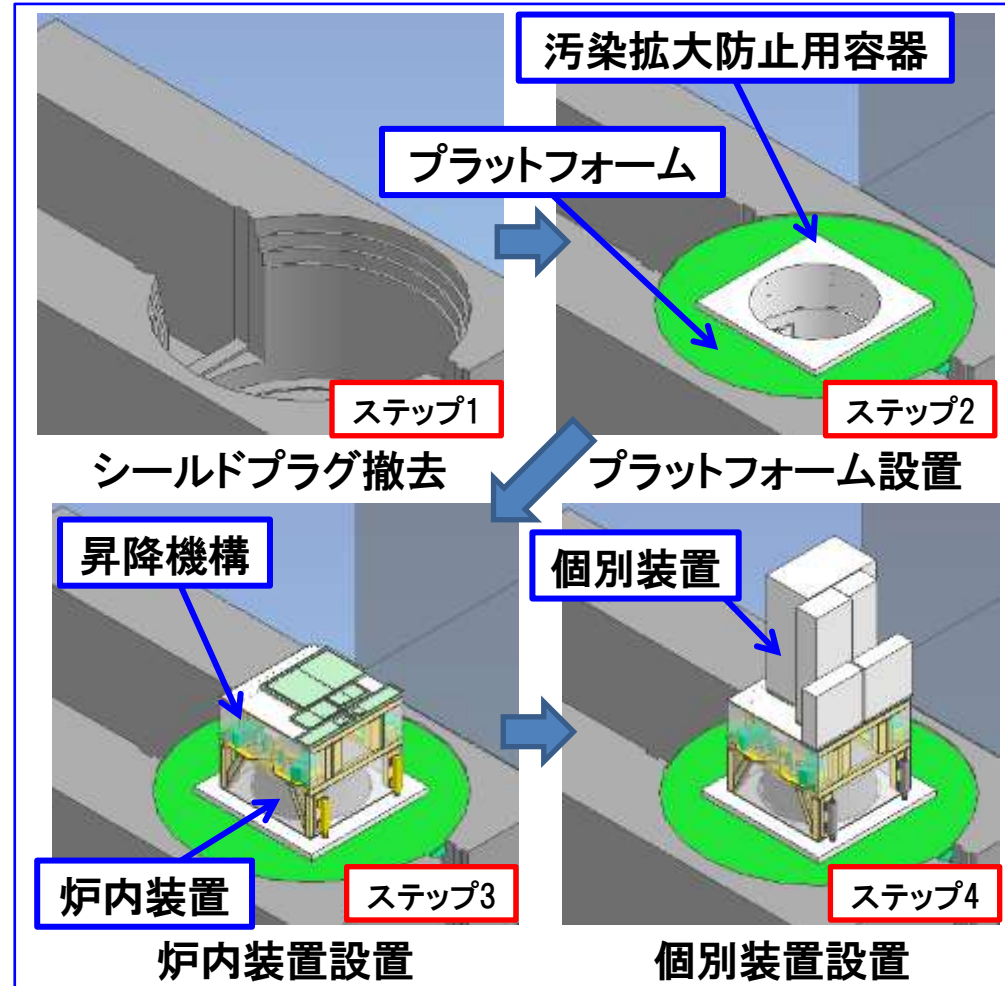 汚染拡大防止用容器
プラットフォーム
ステップ1
ステップ2
シールドプラグ撤去
プラットフォーム設置
昇降機構
個別装置
炉内装置
ステップ3
ステップ4
炉内装置設置
個別装置設置